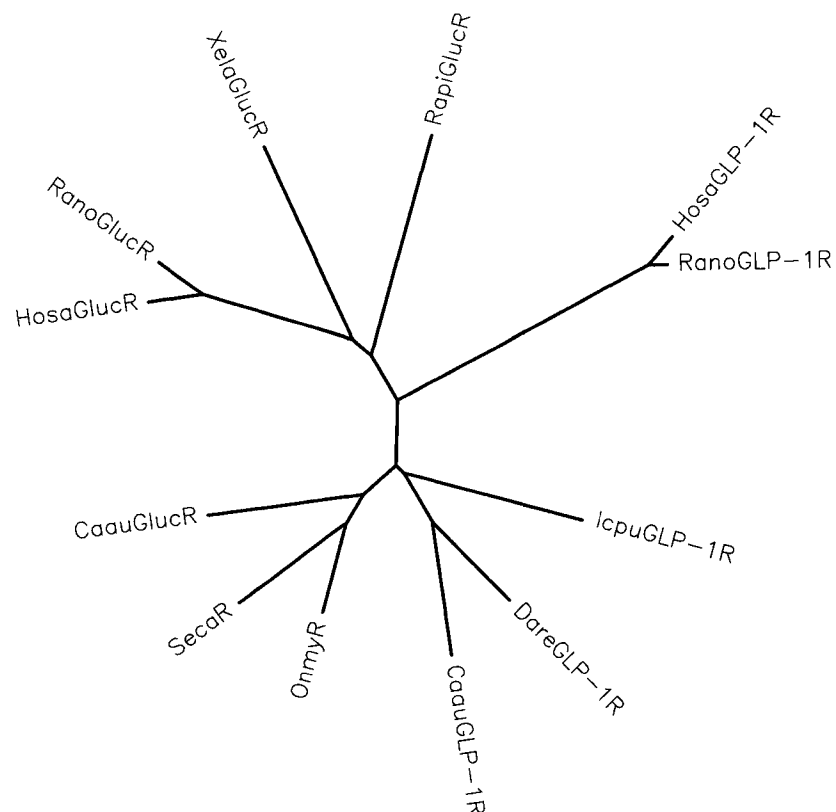 XelaGlucR
RapiGlucR
HosaGLP-1R
RanoGlucR
RanoGLP-1R
HosaGlucR
CaauGlucR
IcpuGLP-1R
SecaR
OnmyR
DareGLP-1R
CaauGLP-1R